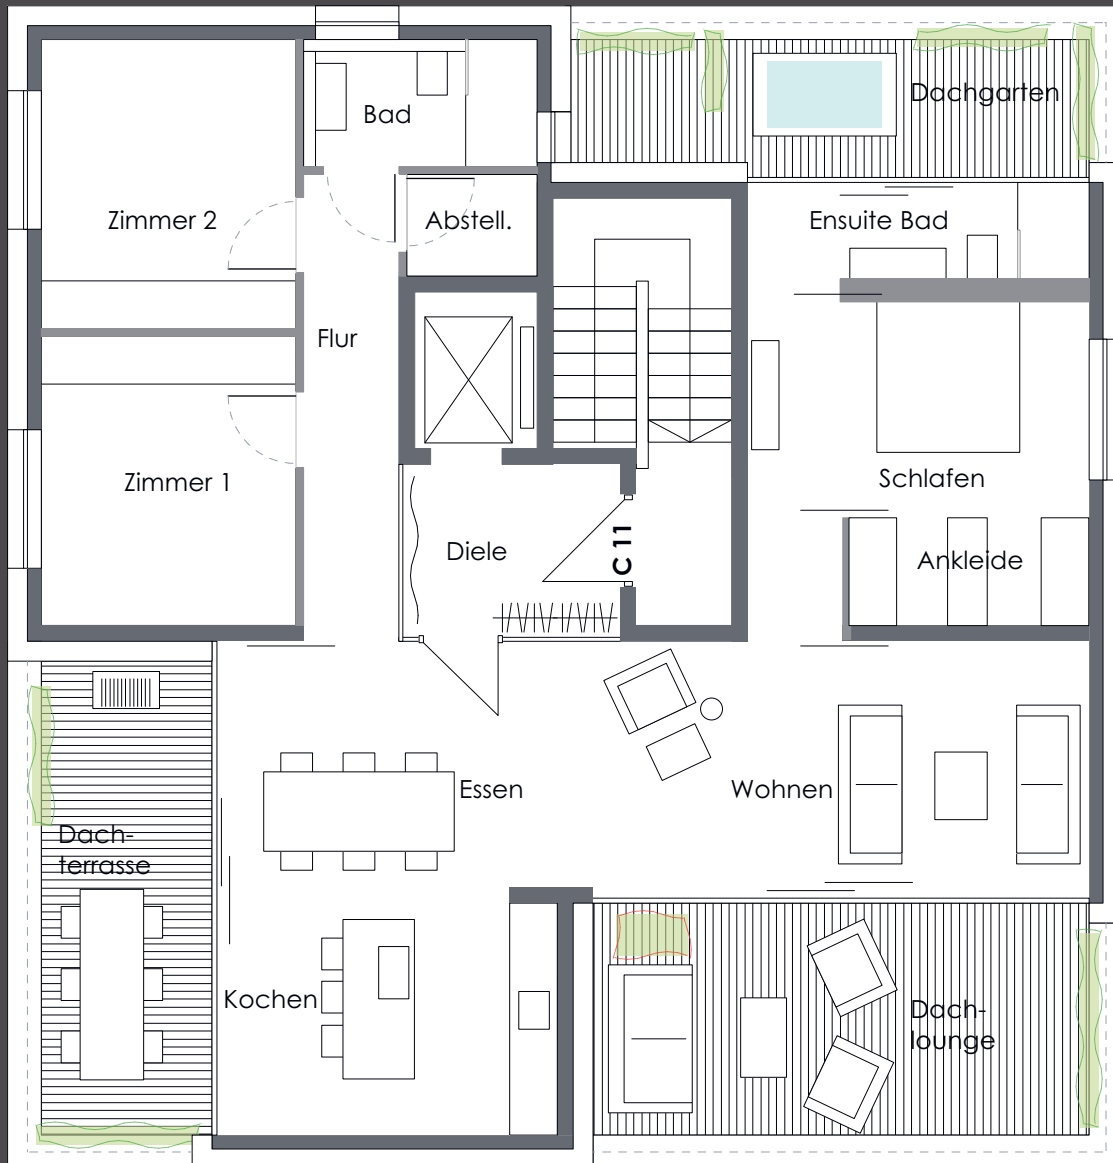 Dachgarten
Bad
Zimmer 2
Abstell.
Ensuite Bad
Flur
Zimmer 1
Schlafen
Diele
C 11
Ankleide
Essen
Wohnen
Dach-
terrasse
Kochen
Dach-
lounge